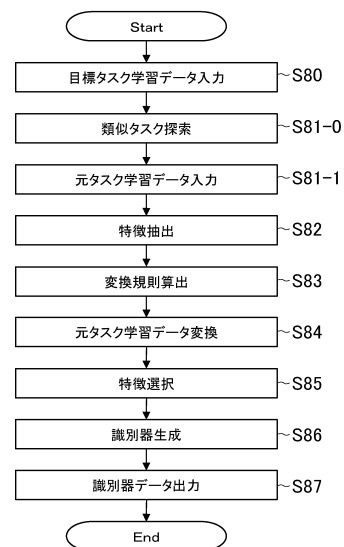 Start
目標タスク学習データ入力 ~S80
類似タスク探索 ~S81-0
元タスク学習データ入力 ~S81-1
特徴抽出 ~S82
変換規則算出 ~S83
元タスク学習データ変換 ~S84
特徴選択 ~S85
識別器生成 ~S86
識別器データ出力 ~S87
End